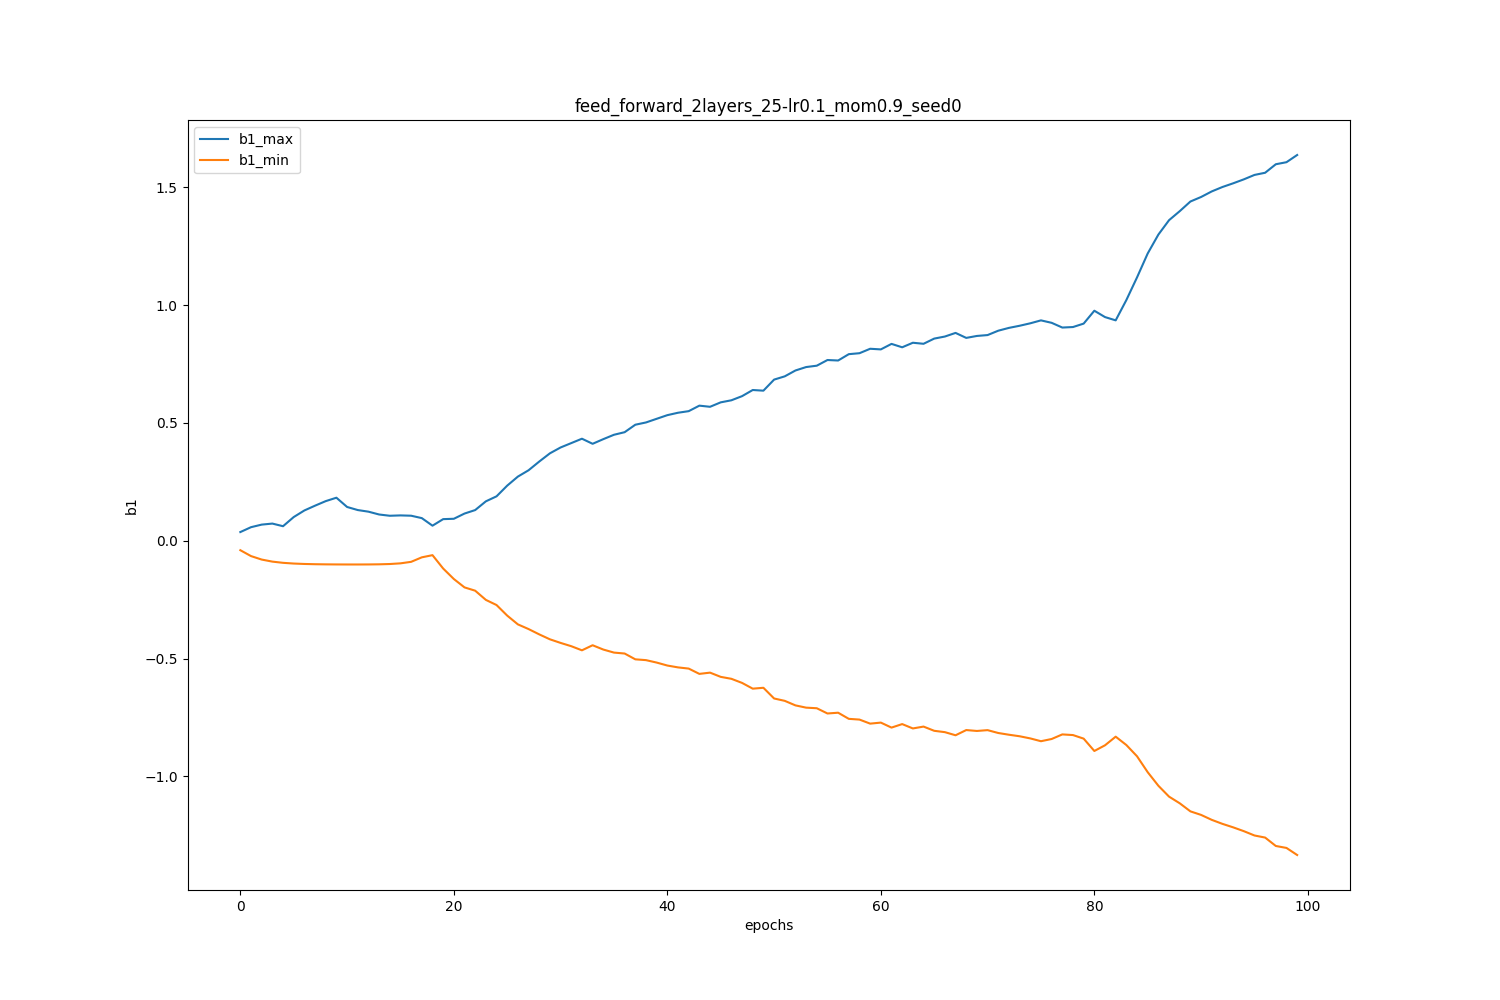 feed_forward_2layers_25-lr0.1_mom0.9_seed0
b1_max
b1_min
1.5
1.0
0.5
0.0
−0.5
−1.0
b1
0 20 40 60 80 100
epochs